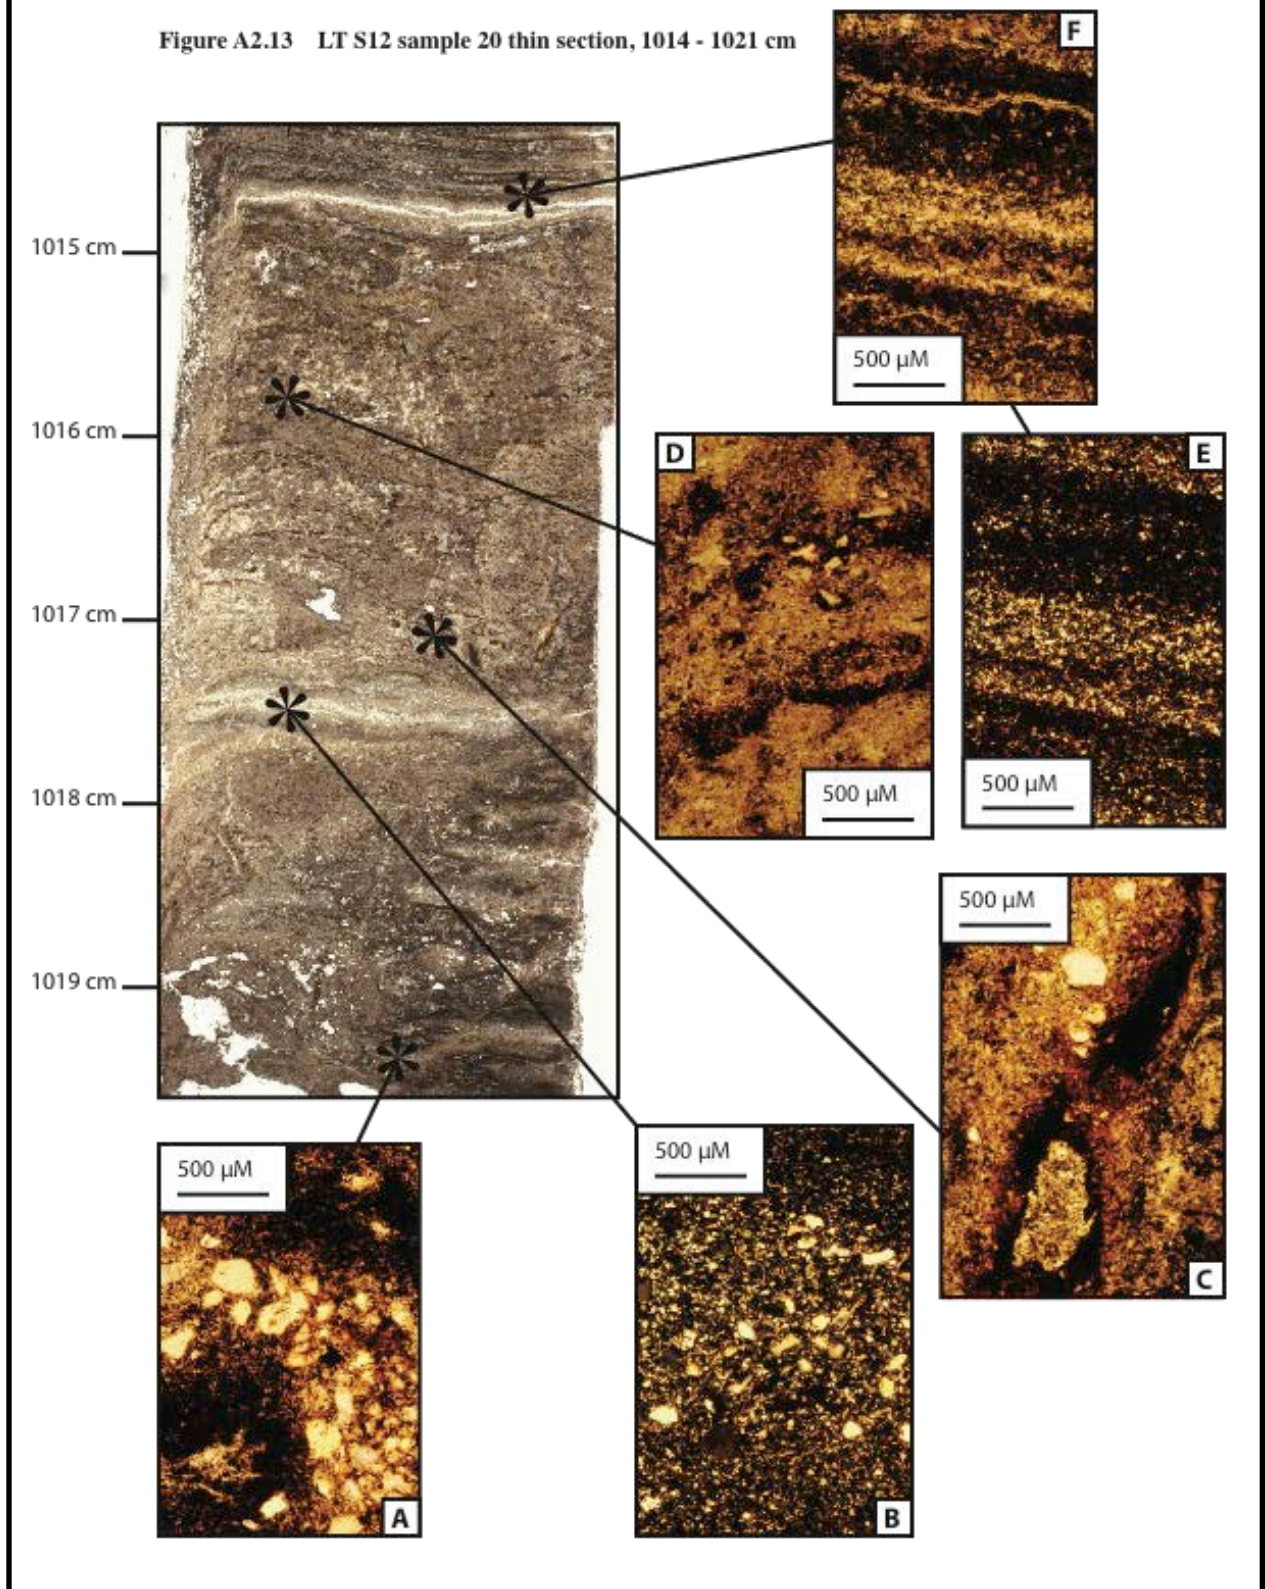 Figure A2.13 LT S12 sample 20 thin section, 1014 - 1021 cm
F
500 μM
1015 cm
1016 cm
1017 cm
1018 cm
1019 cm
D
500 μM
E
500 μM
500 μM
C
500 μM
A
500 μM
B